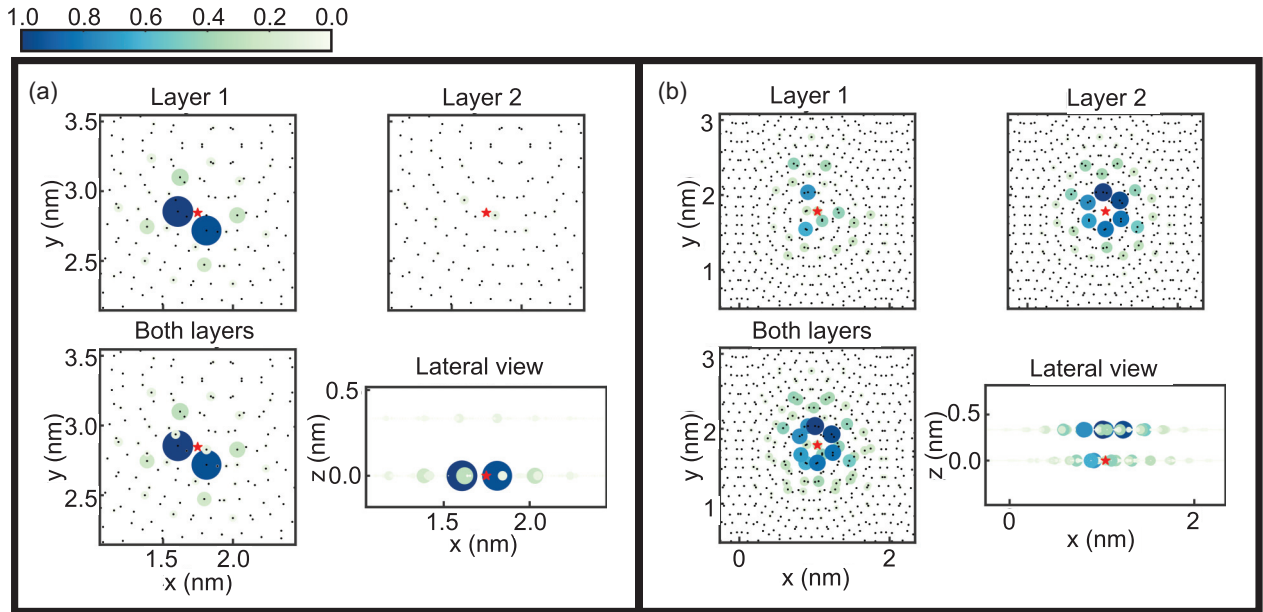 1.0 0.8 0.6 0.4 0.2 0.0
(a)
Layer 1
Layer 2
3.5
3.0
2.5
y (nm)
Both layers
Lateral view
3.5
3.0
2.5
y (nm)
1.5 2.0
x (nm)
0.5
0.0
z (nm)
1.5 2.0
x (nm)
(b)
Layer 1
Layer 2
3
2
1
y (nm)
Both layers
Lateral view
3
2
1
y (nm)
0 2
x (nm)
0.5
0.0
z (nm)
0 2
x (nm)